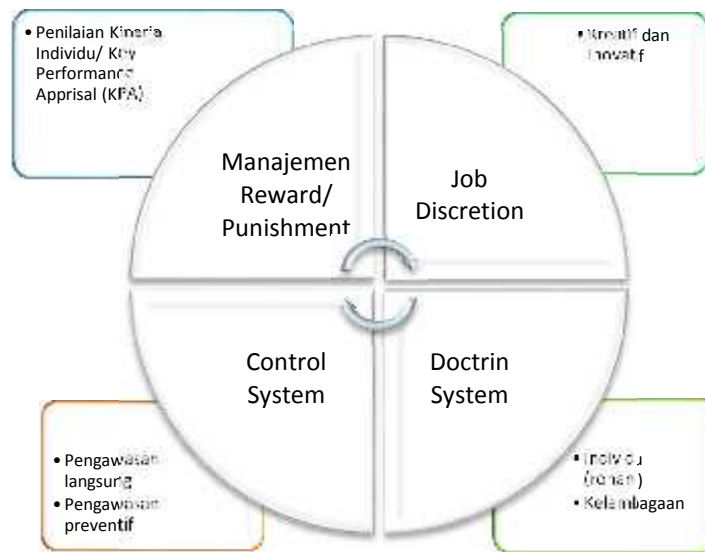 • Penilaian Kinerja
Individu/ Key
Performance
Apprisal (KPA)
• Kreatif dan
Inovatif
Manajemen
Reward/
Punishment
Job
Discretion
Control
System
Doctrin
System
• Pengawasan
langsung
• Pengawasan
preventif
• Individu
• Kelambagaan